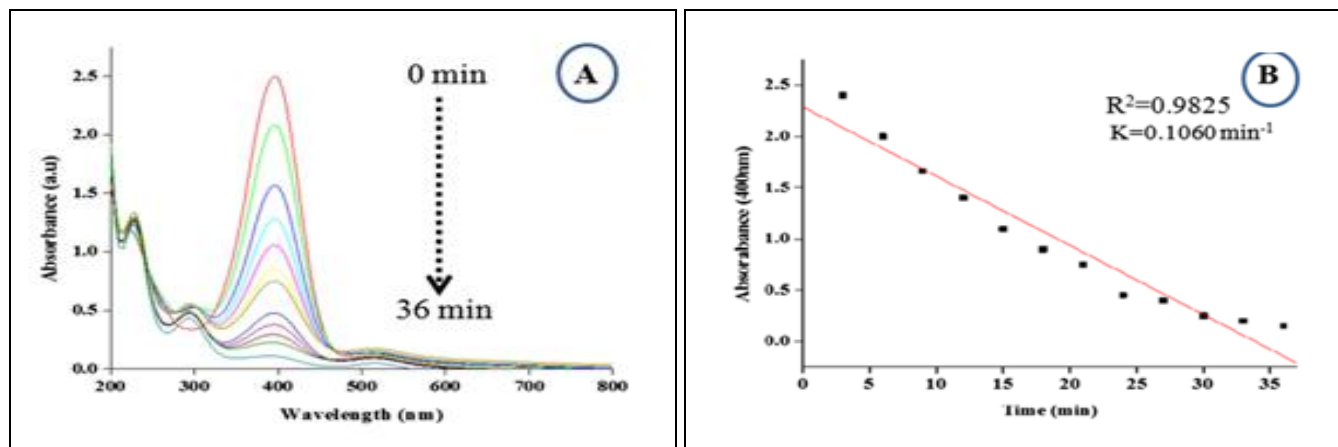 A
0 min
36 min
Absorbance (a.u)
2.5
2.0
1.5
1.0
0.5
0.0
200 300 400 500 600 700 800
Wavelength (nm)
B
R²=0.9825
K=0.1060 min⁻¹
Absorabance (400nm)
2.5
2.0
1.5
1.0
0.5
0.0
0 5 10 15 20 25 30 35
Time (min)